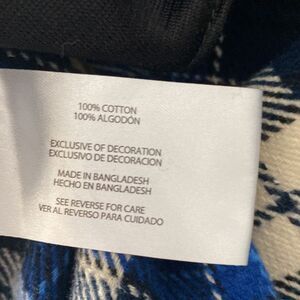 100% COTTON
100% ALGODÓN
EXCLUSIVE OF DECORATION
EXCLUSIVO DE DECORACION
MADE IN BANGLADESH
HECHO EN BANGLADESH
SEE REVERSE FOR CARE
VER AL REVERSO PARA CUIDADO